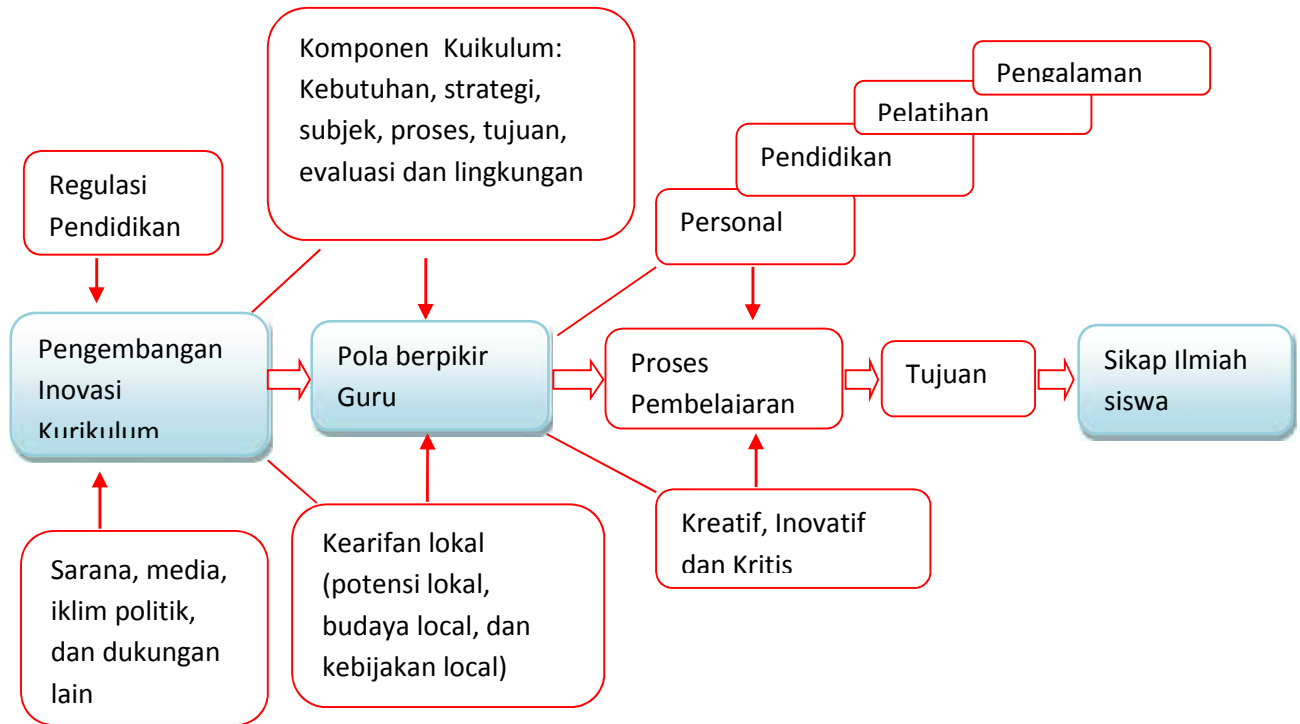 Komponen Kuikulum:
Kebutuhan, strategi,
subjek, proses, tujuan,
evaluasi dan lingkungan
Pengalaman
Pelatihan
Pendidikan
Personal
Regulasi
Pendidikan
Pengembangan
Inovasi
Kurikulum
Pola berpikir
Guru
Proses
Pembelajaran
Tujuan
Sikap Ilmiah
siswa
Sarana, media,
iklim politik,
dan dukungan
lain
Kearifan lokal
(potensi lokal,
budaya local, dan
kebijakan local)
Kreatif, Inovatif
dan Kritis